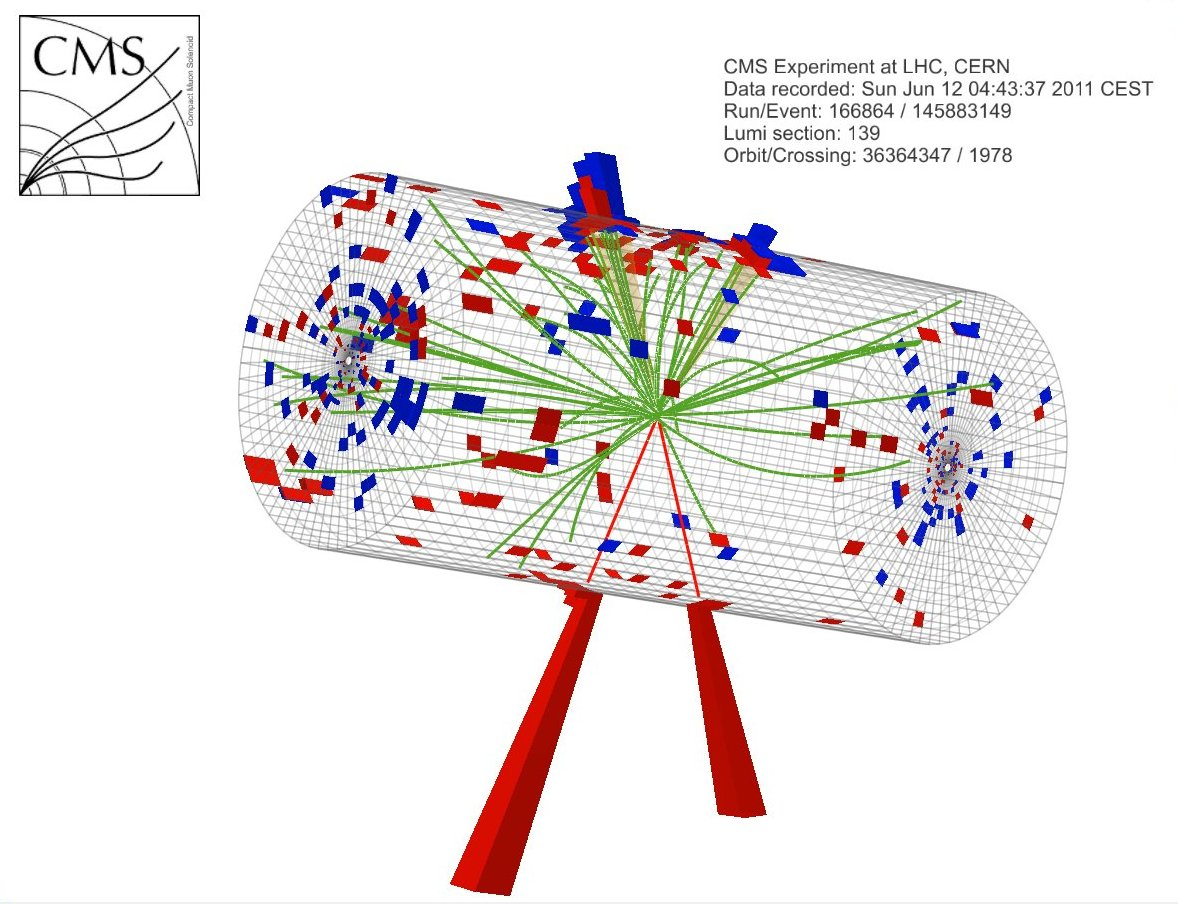 CMS
Compact Muon Solenoid
CMS Experiment at LHC, CERN
Data recorded: Sun Jun 12 04:43:37 2011 CEST
Run/Event: 166864 / 145883149
Lumi section: 139
Orbit/Crossing: 36364347 / 1978